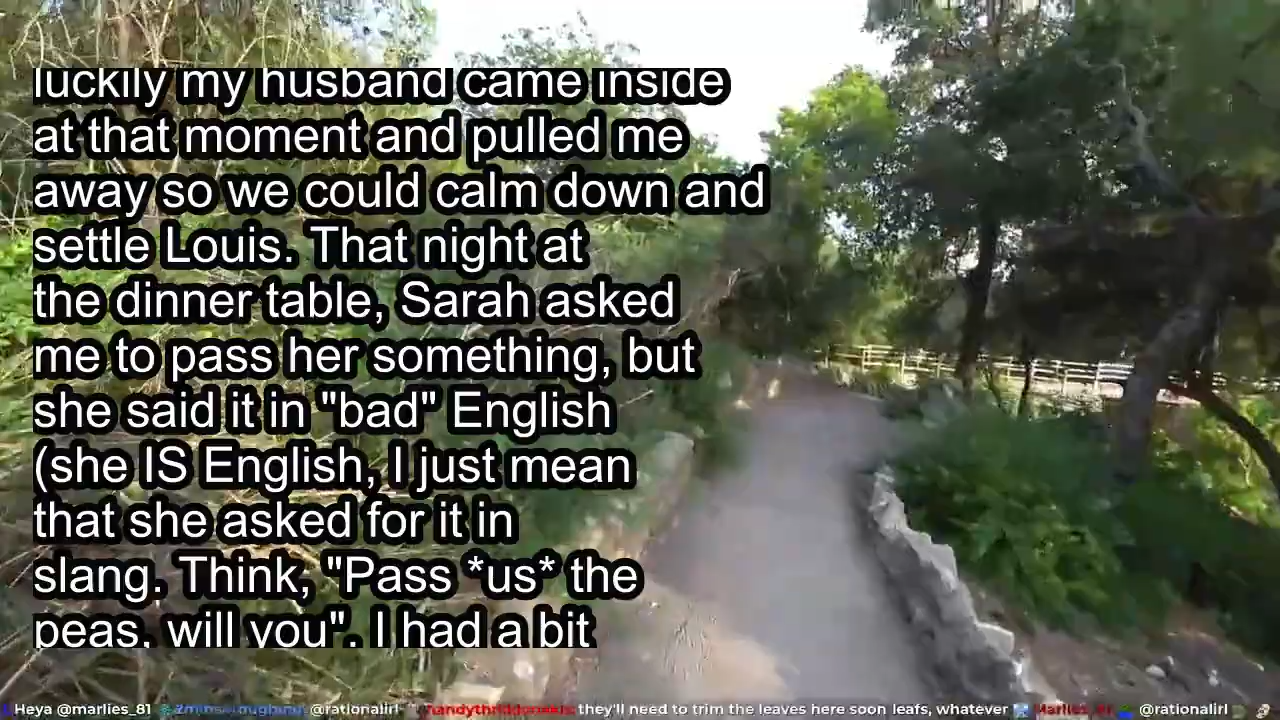 luckily my husband came inside
at that moment and pulled me
away so we could calm down and
settle Louis. That night at
the dinner table, Sarah asked
me to pass her something, but
she said it in "bad" English
(she IS English, I just mean
that she asked for it in
slang. Think, "Pass *us* the
peas, will you". I had a bit
Heya @marlies_81 @rationalirl they'll need to trim the leaves here soon leafs, whatever Marlies_81 @rationalirl